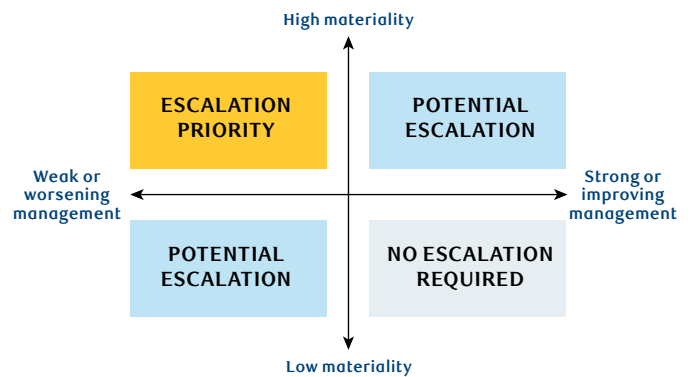 High materiality
ESCALATION
PRIORITY
POTENTIAL
ESCALATION
Weak or
worsening
management
Strong or
improving
management
POTENTIAL
ESCALATION
NO ESCALATION
REQUIRED
Low materiality